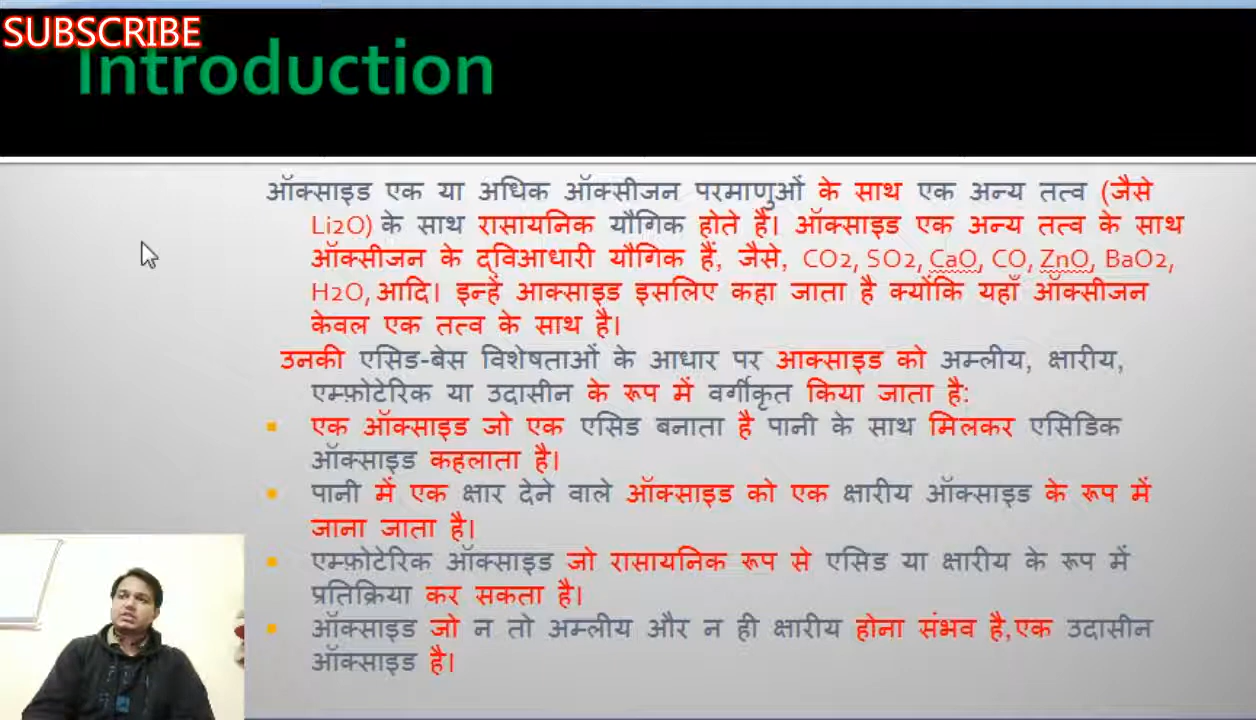 SUBSCRIBE
Introduction
ऑक्साइड एक या अधिक ऑक्सीजन परमाणुओं के साथ एक अन्य तत्व (जैसे
Li2O) के साथ रासायनिक यौगिक होते हैं। ऑक्साइड एक अन्य तत्व के साथ
ऑक्सीजन के द्विआधारी यौगिक हैं, जैसे, CO2, SO2, CaO, CO, ZnO, BaO2,
H2O, आदि। इन्हें आक्साइड इसलिए कहा जाता है क्योंकि यहाँ ऑक्सीजन
केवल एक तत्व के साथ है।
उनकी एसिड-बेस विशेषताओं के आधार पर आक्साइड को अम्लीय, क्षारीय,
एम्फ़ोटेरिक या उदासीन के रूप में वर्गीकृत किया जाता है:
एक ऑक्साइड जो एक एसिड बनाता है पानी के साथ मिलकर एसिडिक
ऑक्साइड कहलाता है।
पानी में एक क्षार देने वाले ऑक्साइड को एक क्षारीय ऑक्साइड के रूप में
जाना जाता है।
एम्फ़ोटेरिक ऑक्साइड जो रासायनिक रूप से एसिड या क्षारीय के रूप में
प्रतिक्रिया कर सकता है।
ऑक्साइड जो न तो अम्लीय और न ही क्षारीय होना संभव है,एक उदासीन
ऑक्साइड है।